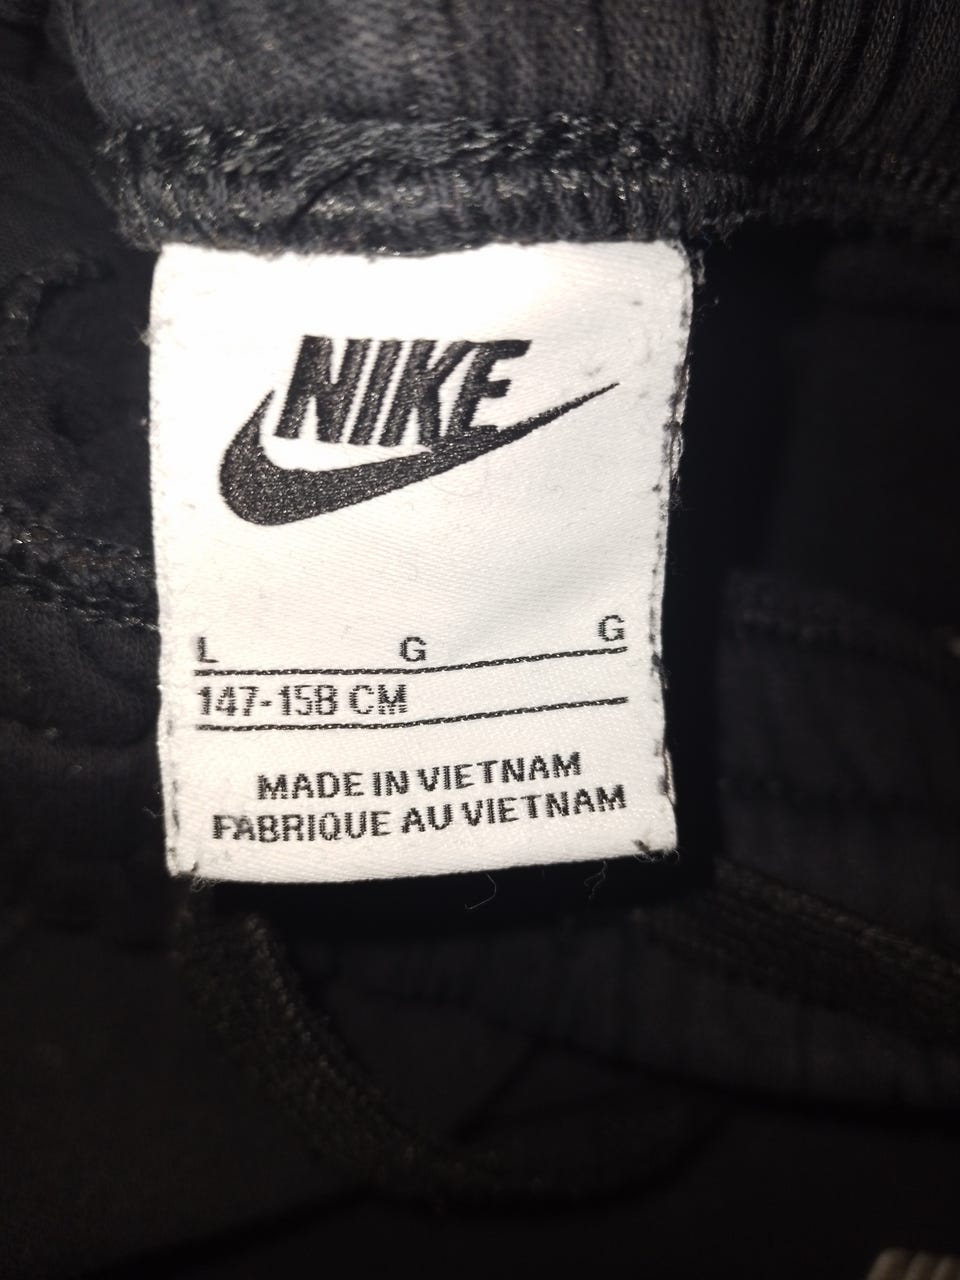 NIKE
L G G
147-158 CM
MADE IN VIETNAM
FABRIQUE AU VIETNAM